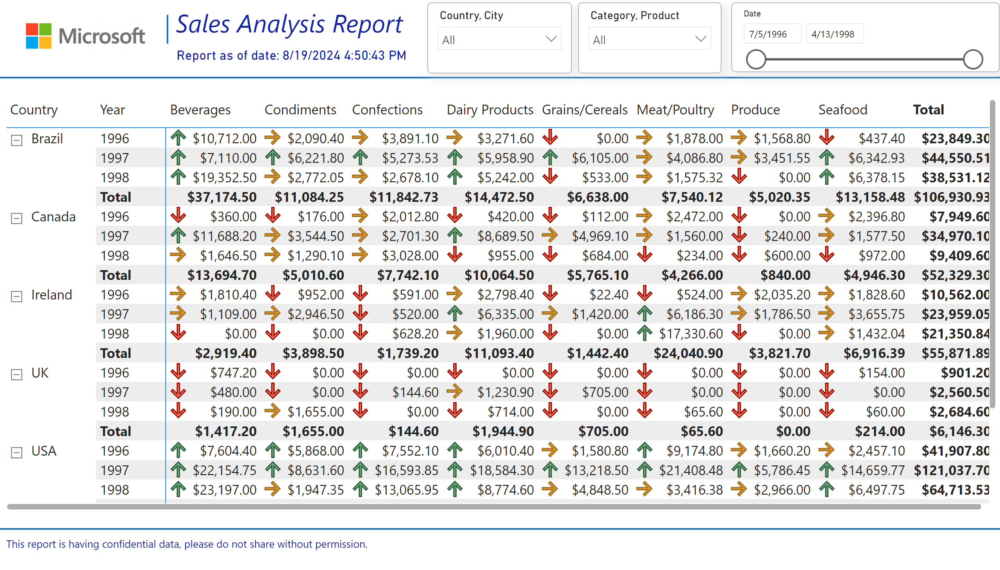 Microsoft
Sales Analysis Report
Report as of date: 8/19/2024 4:50:43 PM
Country, City
All
Category, Product
All
Date
7/5/1996 4/13/1998
Country Year Beverages Condiments Confections Dairy Products Grains/Cereals Meat/Poultry Produce Seafood Total
Brazil 1996 $10,712.00 $2,090.40 $3,891.10 $3,271.60 $0.00 $1,878.00 $1,568.80 $437.40 $23,849.30
1997 $7,110.00 $6,221.80 $5,273.53 $5,958.90 $6,105.00 $4,086.80 $3,451.55 $6,342.93 $44,550.51
1998 $19,352.50 $2,772.05 $2,678.10 $5,242.00 $533.00 $1,575.32 $0.00 $6,378.15 $38,531.12
Total $37,174.50 $11,084.25 $11,842.73 $14,472.50 $6,638.00 $7,540.12 $5,020.35 $13,158.48 $106,930.93
Canada 1996 $360.00 $176.00 $2,012.80 $420.00 $112.00 $2,472.00 $0.00 $2,396.80 $7,949.60
1997 $11,688.20 $3,544.50 $2,701.30 $8,689.50 $4,969.10 $1,560.00 $240.00 $1,577.50 $34,970.10
1998 $1,646.50 $1,290.10 $3,028.00 $955.00 $684.00 $234.00 $600.00 $972.00 $9,409.60
Total $13,694.70 $5,010.60 $7,742.10 $10,064.50 $5,765.10 $4,266.00 $840.00 $4,946.30 $52,329.30
Ireland 1996 $1,810.40 $952.00 $591.00 $2,798.40 $22.40 $524.00 $2,035.20 $1,828.60 $10,562.00
1997 $1,109.00 $2,946.50 $520.00 $6,335.00 $1,420.00 $6,186.30 $1,786.50 $3,655.75 $23,959.05
1998 $0.00 $0.00 $628.20 $1,960.00 $0.00 $17,330.60 $0.00 $1,432.04 $21,350.84
Total $2,919.40 $3,898.50 $1,739.20 $11,093.40 $1,442.40 $24,040.90 $3,821.70 $6,916.39 $55,871.89
UK 1996 $747.20 $0.00 $0.00 $0.00 $0.00 $0.00 $0.00 $154.00 $901.20
1997 $480.00 $0.00 $144.60 $1,230.90 $705.00 $0.00 $0.00 $0.00 $2,560.50
1998 $190.00 $1,655.00 $0.00 $714.00 $0.00 $65.60 $0.00 $60.00 $2,684.60
Total $1,417.20 $1,655.00 $144.60 $1,944.90 $705.00 $65.60 $0.00 $214.00 $6,146.30
USA 1996 $7,604.40 $5,868.00 $7,552.10 $6,010.40 $1,580.80 $9,174.80 $1,660.20 $2,457.10 $41,907.80
1997 $22,154.75 $8,631.60 $16,593.85 $18,584.30 $13,218.50 $21,408.48 $5,786.45 $14,659.77 $121,037.70
1998 $23,197.00 $1,947.35 $13,065.95 $8,774.60 $4,848.50 $3,416.38 $2,966.00 $6,497.75 $64,713.53
This report is having confidential data, please do not share without permission.